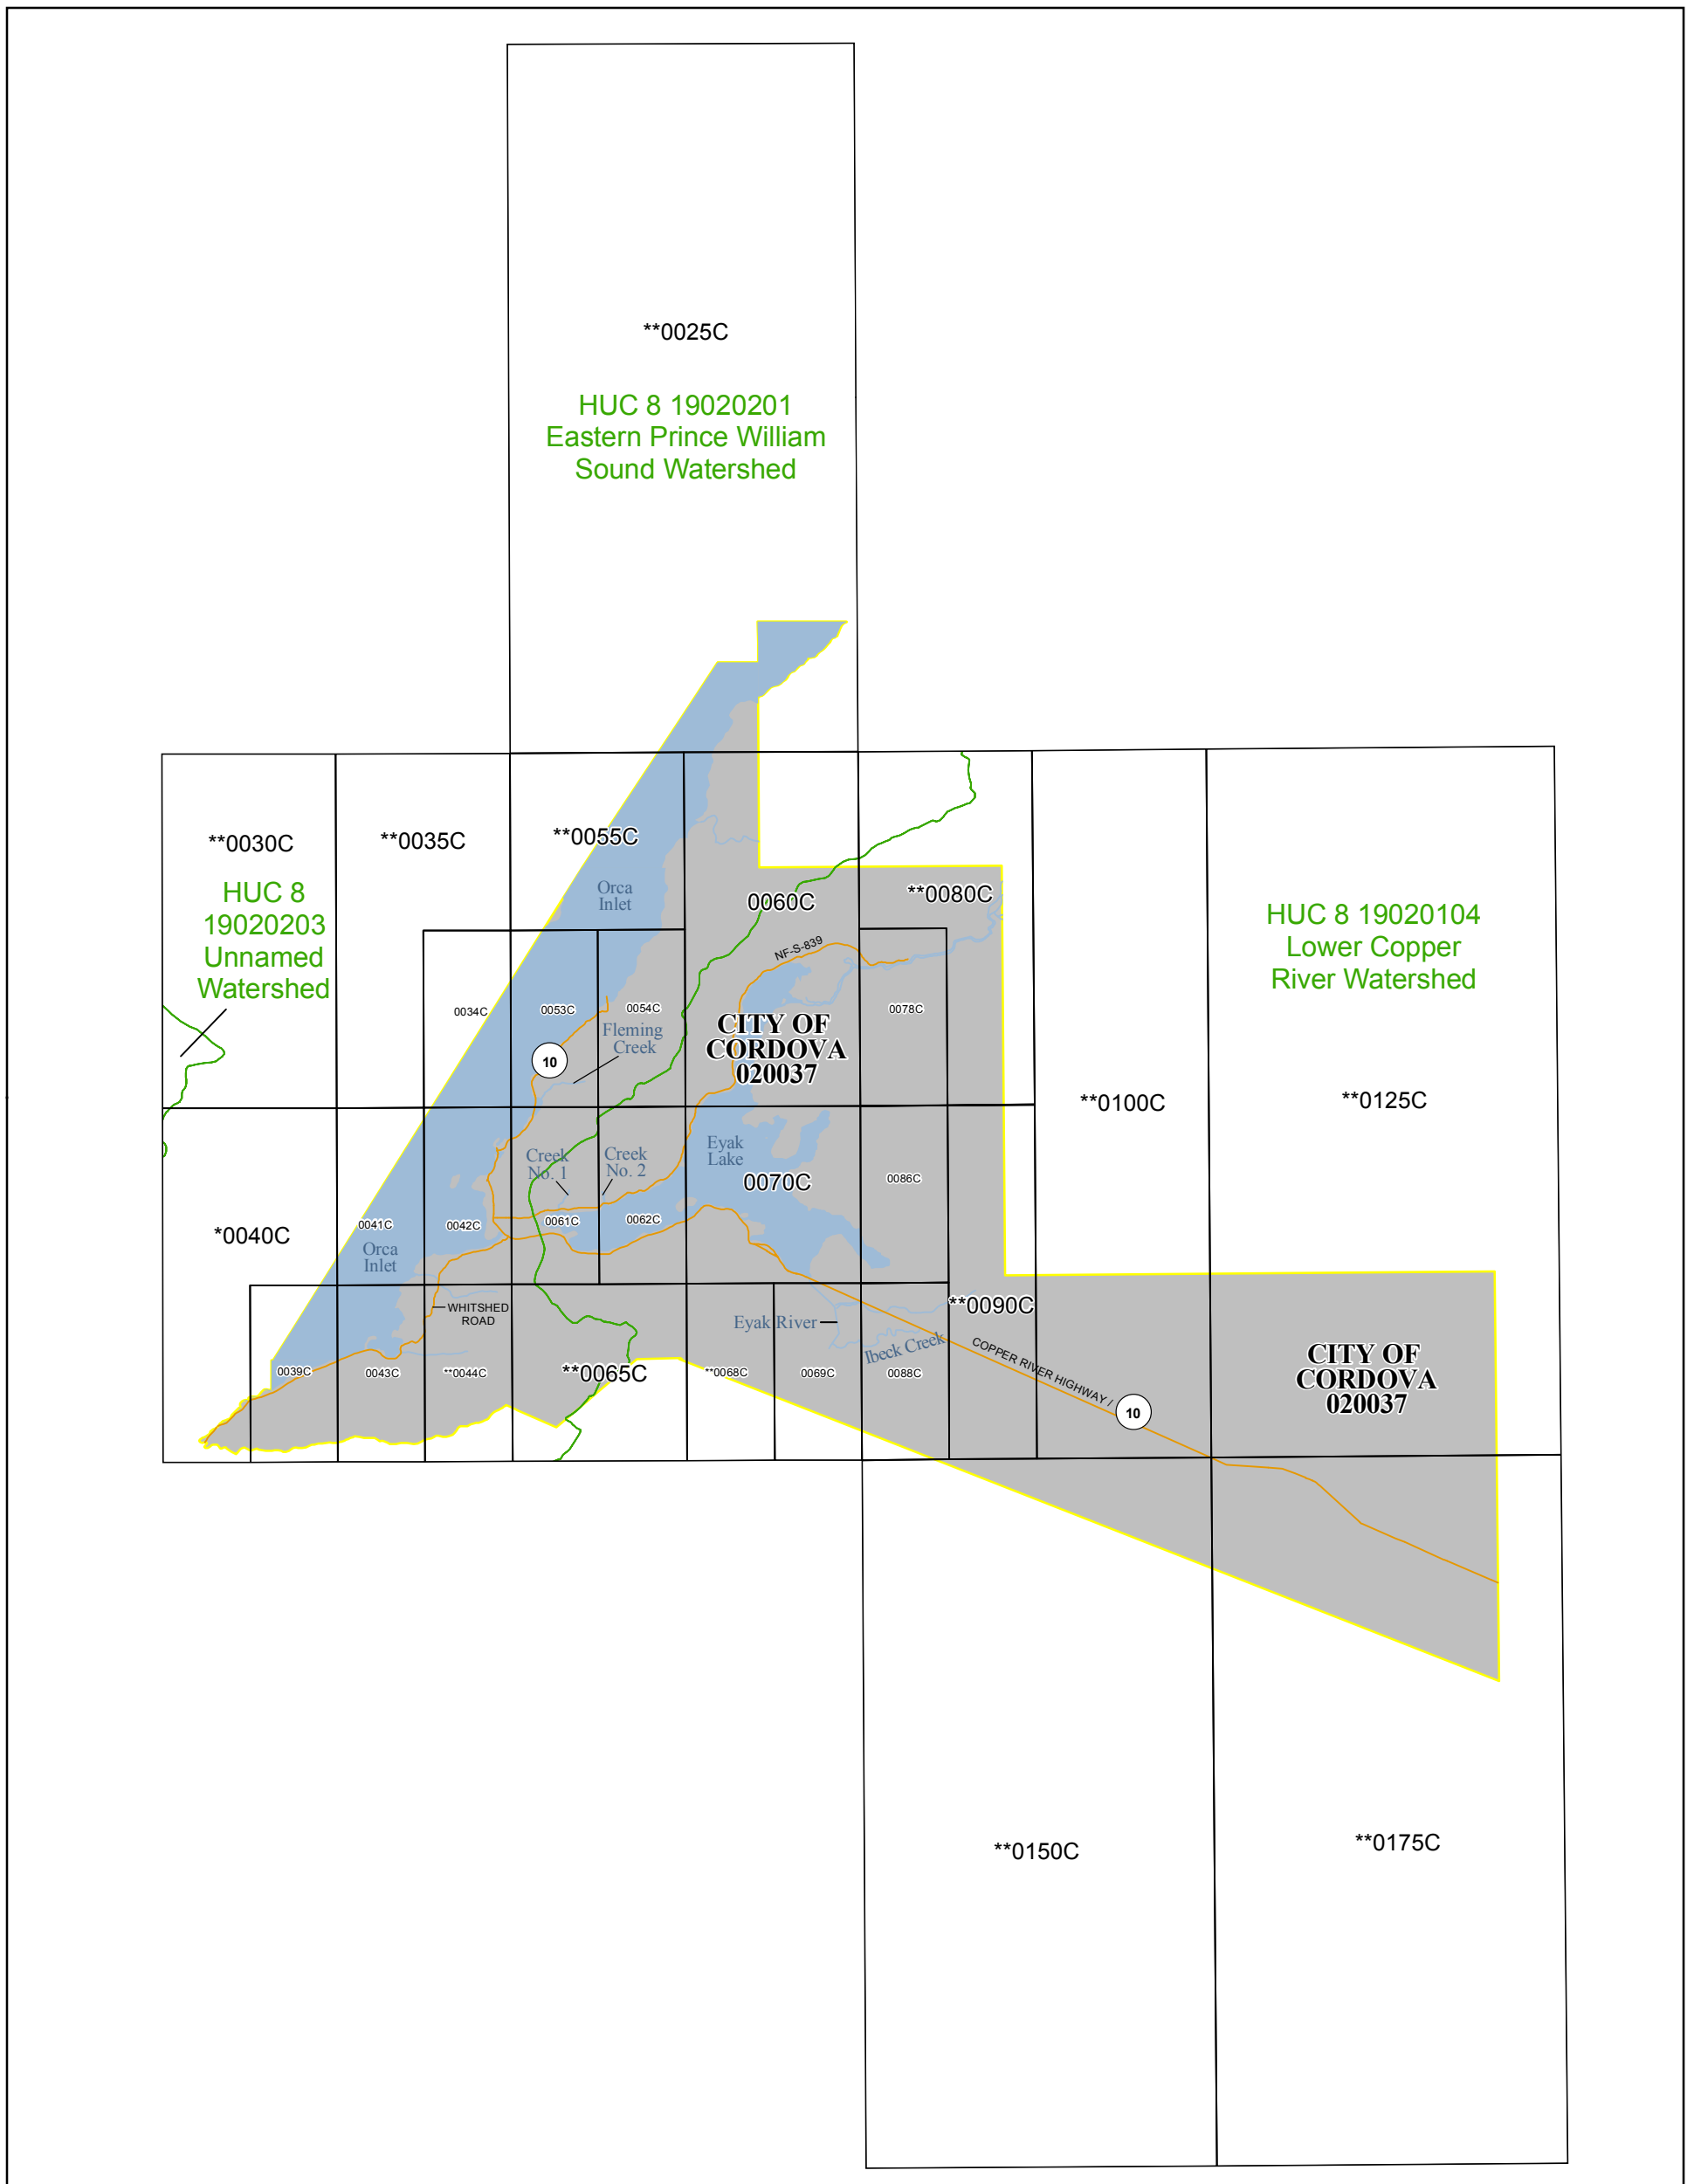 **0025C
HUC 8 19020201
Eastern Prince William
Sound Watershed
**0030C
**0035C
**0055C
HUC 8
19020203
Unnamed
Watershed
Orca
Inlet
0060C
**0080C
HUC 8 19020104
Lower Copper
River Watershed
NF-S-839
0034C
0053C
0054C
0078C
Fleming
Creek
10
CITY OF
CORDOVA
020037
**0100C
**0125C
Creek
No. 1
Creek
No. 2
Eyak
Lake
0070C
0086C
*0040C
0041C
0042C
0061C
0062C
Orca
Inlet
WHITSHED
ROAD
Eyak River
Ibeck Creek
**0090C
COPPER RIVER HIGHWAY /
10
0039C
0043C
**0044C
**0065C
**0068C
0069C
0088C
CITY OF
CORDOVA
020037
**0150C
**0175C